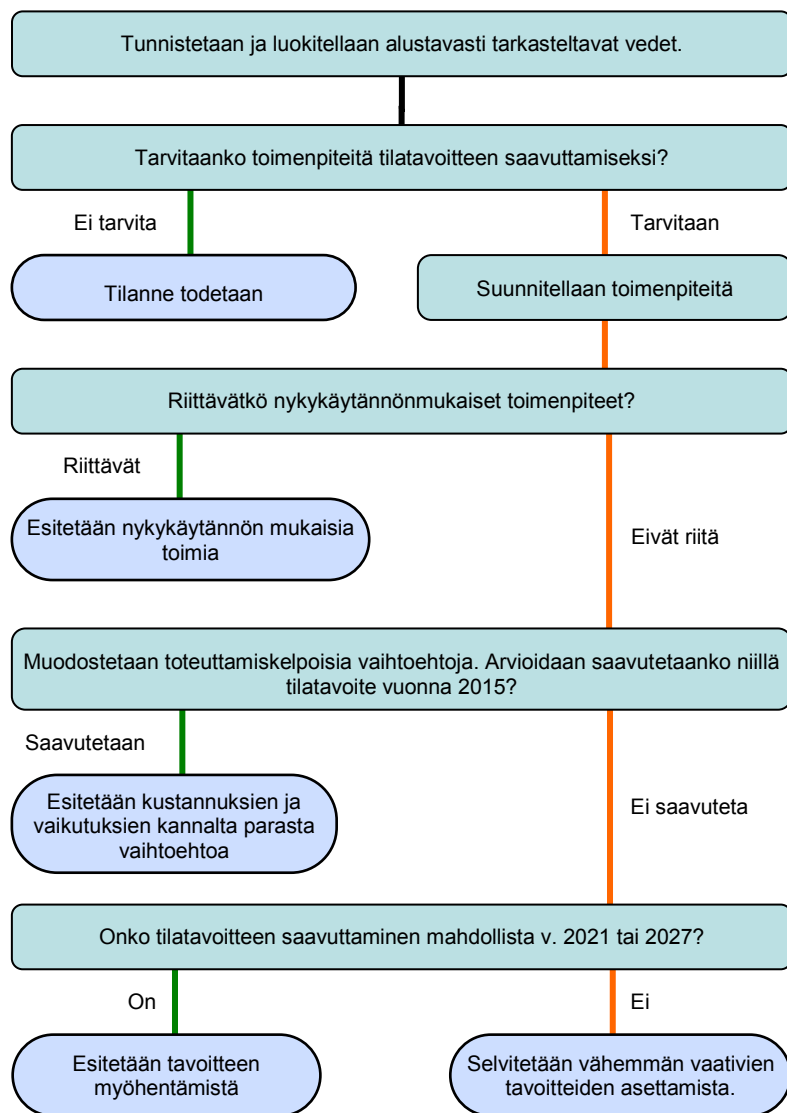 Tunnistetaan ja luokitellaan alustavasti tarkasteltavat vedet.
Tarvitaanko toimenpiteitä tilatavoitteen saavuttamiseksi?
Ei tarvita
Tarvitaan
Tilanne todetaan
Suunnitellaan toimenpiteitä
Riittävätkö nykykäytännönmukaiset toimenpiteet?
Riittävät
Esitetään nykykäytännön mukaisia
toimia
Eivät riitä
Muodostetaan toteuttamiskelpoisia vaihtoehtoja. Arvioidaan saavutetaanko niillä
tilatavoite vuonna 2015?
Saavutetaan
Esitetään kustannuksien ja
vaikutuksien kannalta parasta
vaihtoehtoa
Ei saavuteta
Onko tilatavoitteen saavuttaminen mahdollista v. 2021 tai 2027?
On
Ei
Esitetään tavoitteen
myöhentämistä
Selvitetään vähemmän vaativien
tavoitteiden asettamista.